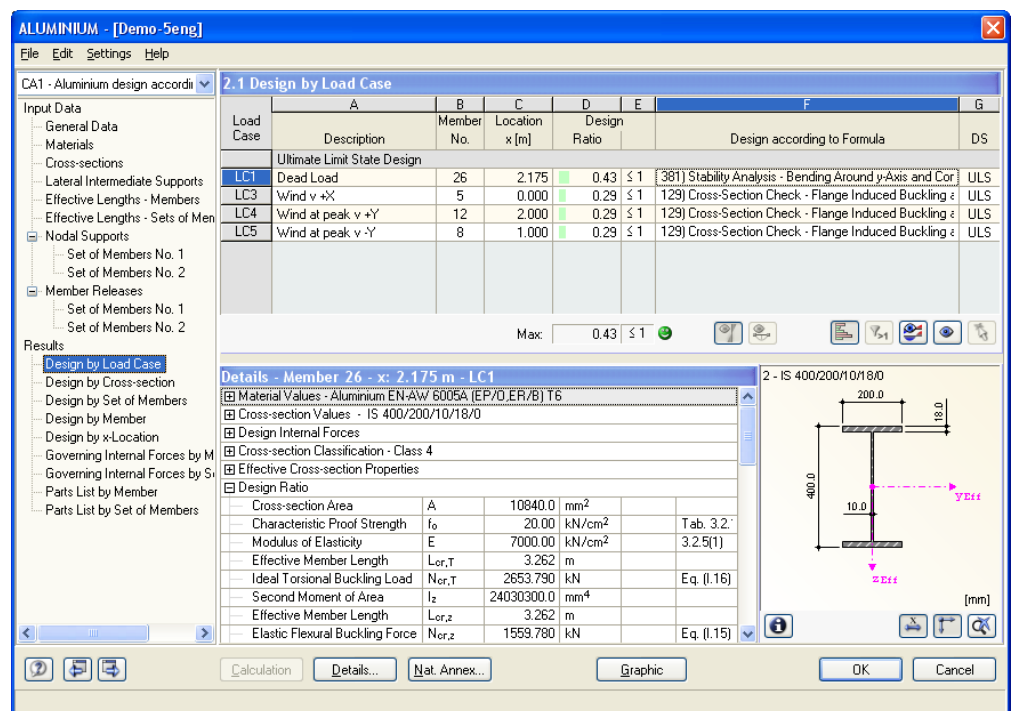 ALUMINIUM - [Demo-5eng]
File Edit Settings Help
CA1 - Aluminium design accordi
Input Data
General Data
Materials
Cross-sections
Lateral Intermediate Supports
Effective Lengths - Members
Effective Lengths - Sets of Men
Nodal Supports
Set of Members No. 1
Set of Members No. 2
Member Releases
Set of Members No. 1
Set of Members No. 2
Results
Design by Load Case
Design by Cross-section
Design by Set of Members
Design by Member
Design by x-Location
Governing Internal Forces by M
Governing Internal Forces by S
Parts List by Member
Parts List by Set of Members
2.1 Design by Load Case
A B C D E F G
Load Case Description Member No. Location x [m] Design Ratio Design according to Formula DS
Ultimate Limit State Design
LC1 Dead Load 26 2.175 0.43 ≤ 1 381) Stability Analysis - Bending Around y-Axis and Cor ULS
LC3 Wind v +X 5 0.000 0.29 ≤ 1 129) Cross-Section Check - Flange Induced Buckling a ULS
LC4 Wind at peak v +Y 12 2.000 0.29 ≤ 1 129) Cross-Section Check - Flange Induced Buckling a ULS
LC5 Wind at peak v -Y 8 1.000 0.29 ≤ 1 129) Cross-Section Check - Flange Induced Buckling a ULS
Max: 0.43 ≤ 1
Details - Member 26 - x: 2.175 m - LC1
Material Values - Aluminium EN-AW 6005A (EP/O,ER/B) T6
Cross-section Values - IS 400/200/10/18/0
Design Internal Forces
Cross-section Classification - Class 4
Effective Cross-section Properties
Design Ratio
Cross-section Area A 10840.0 mm²
Characteristic Proof Strength fo 20.00 kN/cm² Tab. 3.2.
Modulus of Elasticity E 7000.00 kN/cm² 3.2.5(1)
Effective Member Length Lcr,T 3.262 m
Ideal Torsional Buckling Load Ncr,T 2653.790 kN Eq. (I.16)
Second Moment of Area Iz 24030300.0 mm⁴
Effective Member Length Lcr,z 3.262 m
Elastic Flexural Buckling Force Ncr,z 1559.780 kN Eq. (I.15)
2 - IS 400/200/10/18/0
200.0
18.0
400.0
10.0
yEff
zEff
[mm]
Calculation Details... Nat. Annex... Graphic OK Cancel